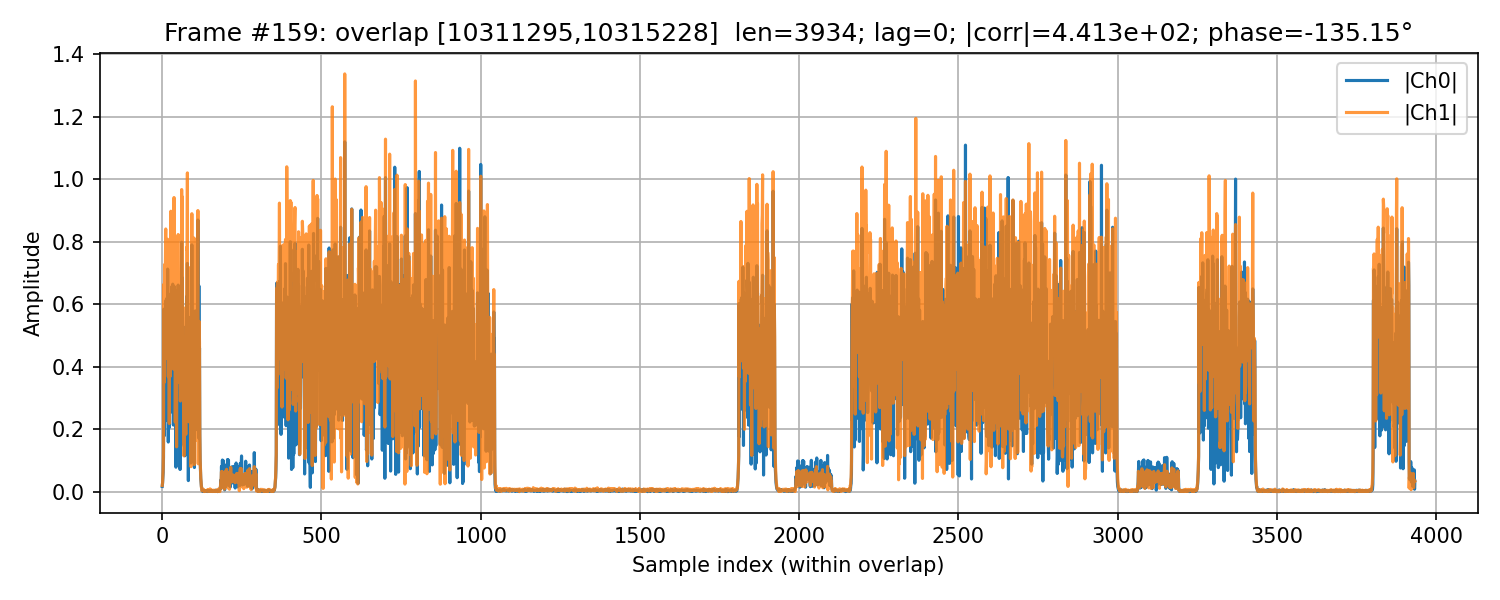 Frame #159: overlap [10311295,10315228]  len=3934; lag=0; |corr|=4.413e+02; phase=-135.15°
|Ch0|
|Ch1|
Amplitude
1.4
1.2
1.0
0.8
0.6
0.4
0.2
0.0
0 500 1000 1500 2000 2500 3000 3500 4000
Sample index (within overlap)